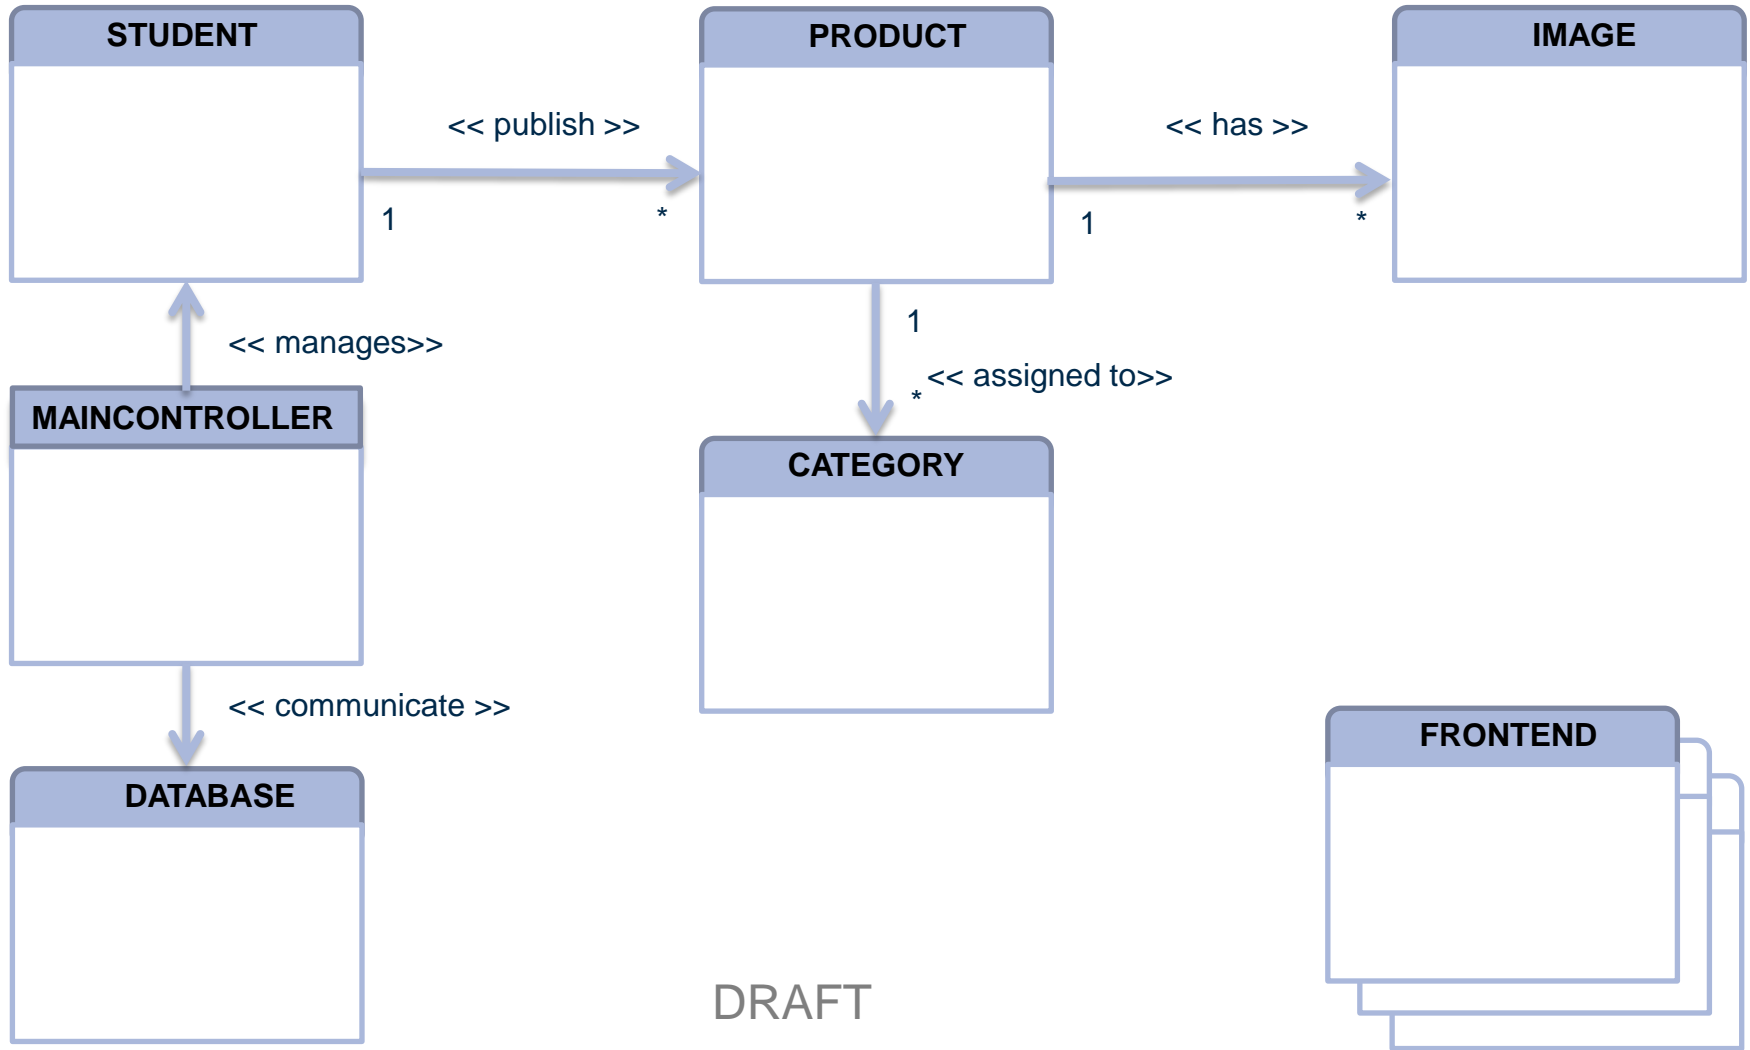 STUDENT
PRODUCT
IMAGE
<< publish >>
<< has >>
1
*
1
*
<< manages>>
1
<< assigned to>>
*
MAINCONTROLLER
CATEGORY
<< communicate >>
FRONTEND
DATABASE
DRAFT